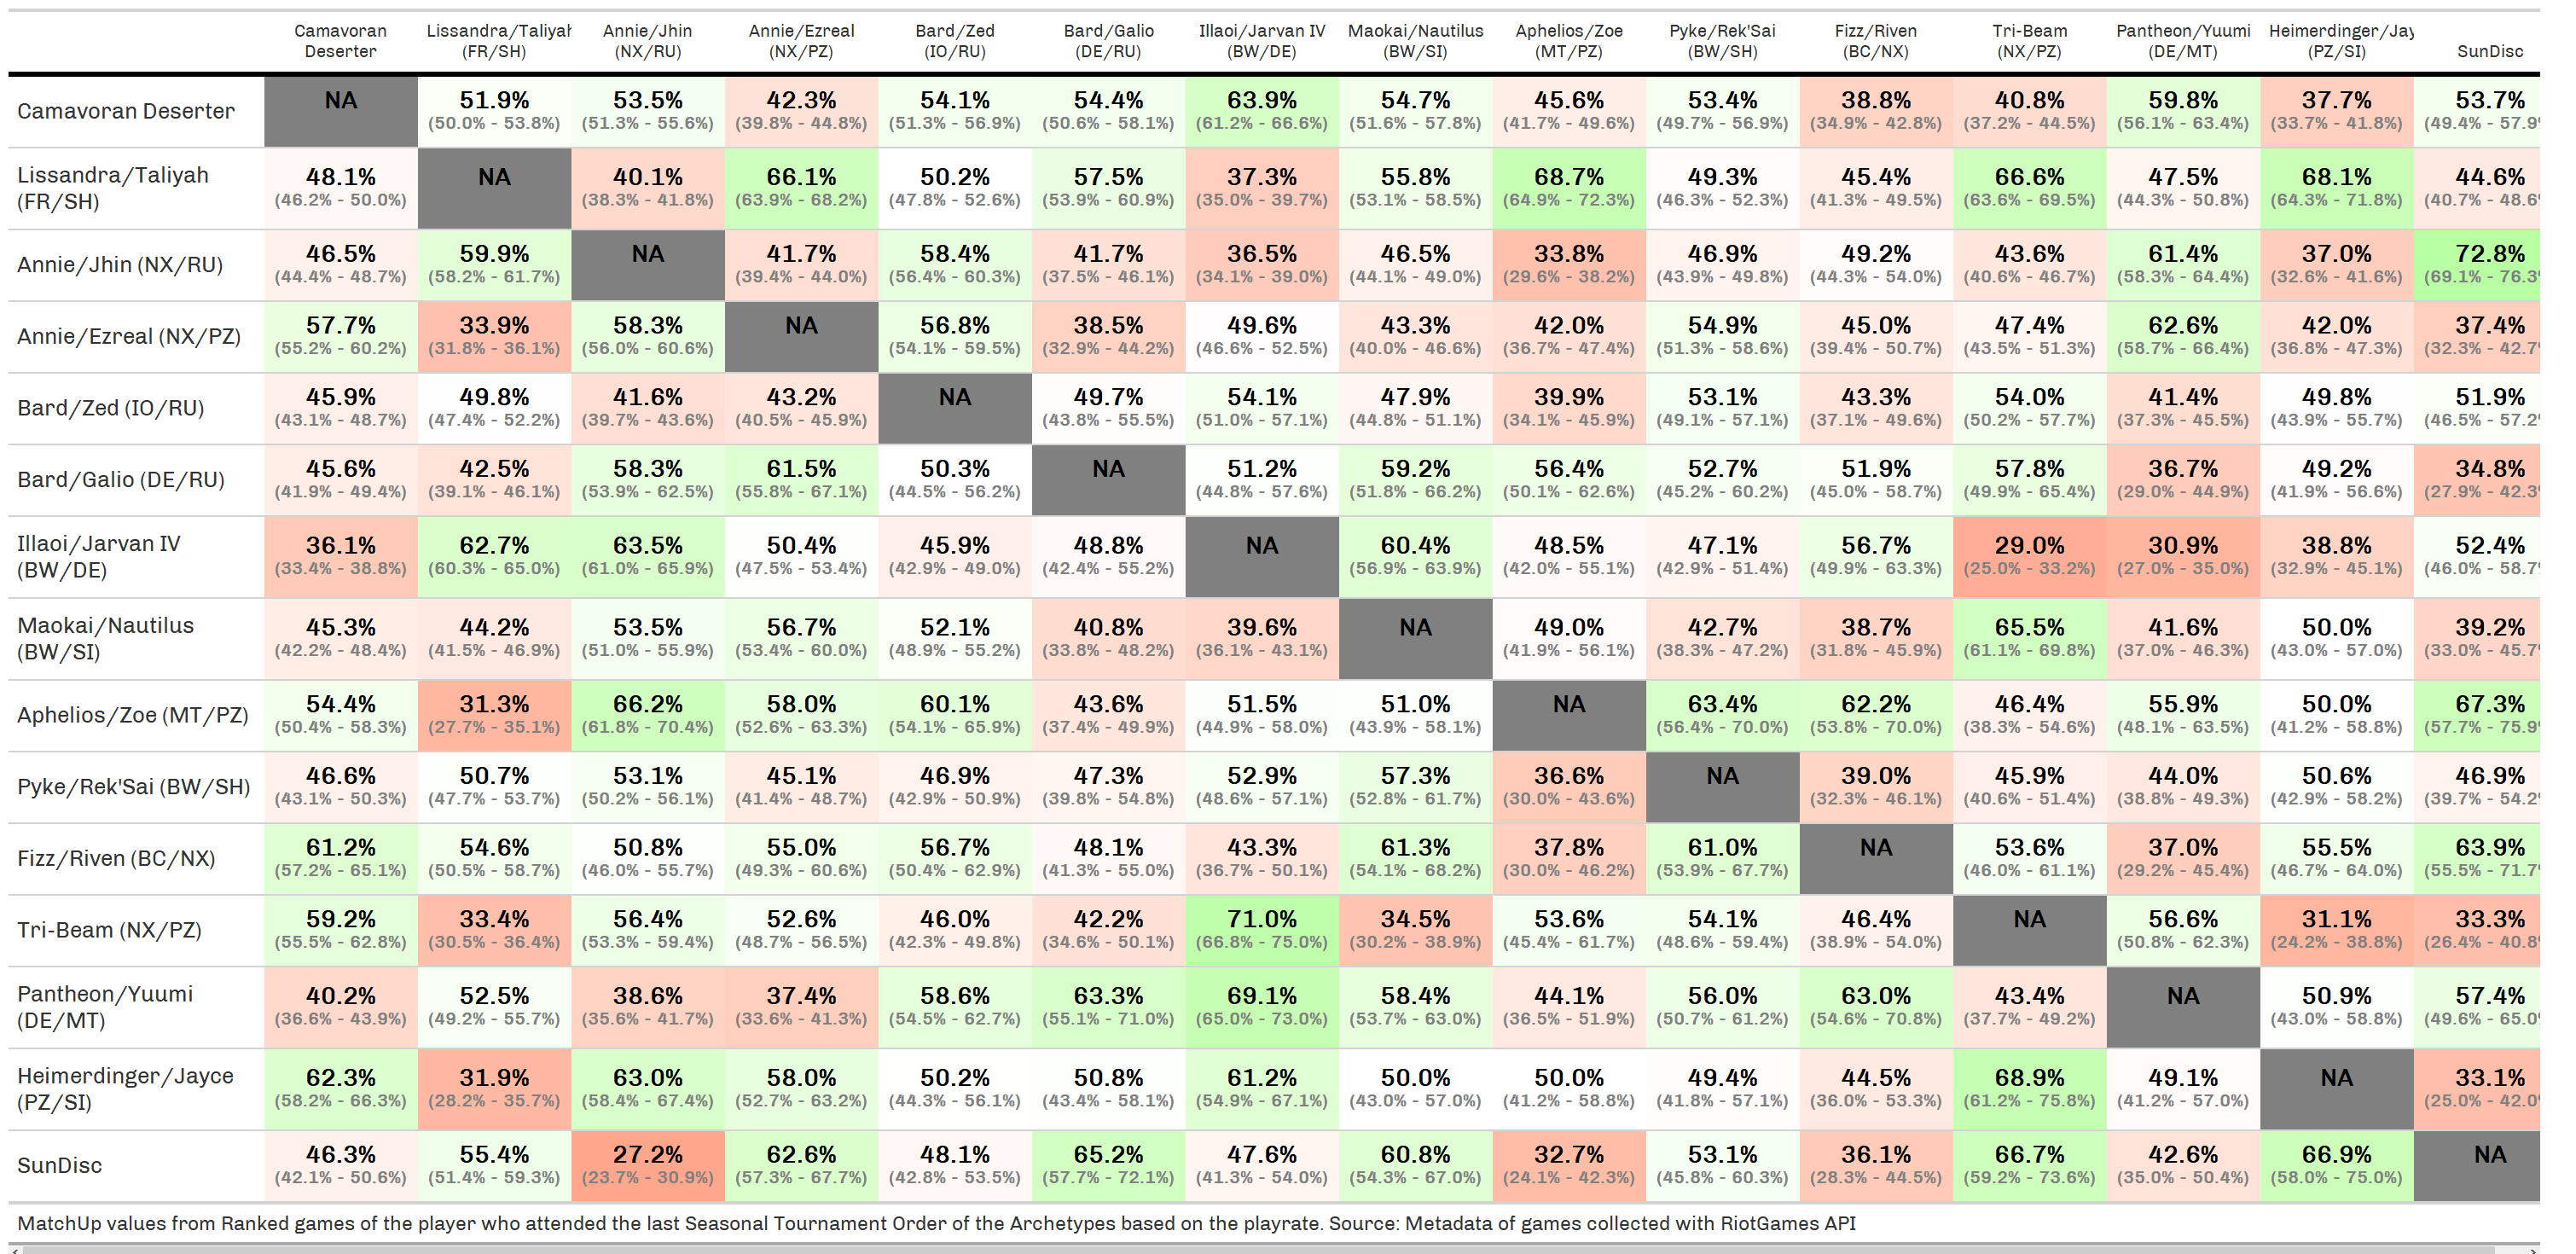 Camavoran Deserter Lissandra/Taliyah (FR/SH) Annie/Jhin (NX/RU) Annie/Ezreal (NX/PZ) Bard/Zed (IO/RU) Bard/Galio (DE/RU) Illaoi/Jarvan IV (BW/DE) Maokai/Nautilus (BW/SI) Aphelios/Zoe (MT/PZ) Pyke/Rek'Sai (BW/SH) Fizz/Riven (BC/NX) Tri-Beam (NX/PZ) Pantheon/Yuumi (DE/MT) Heimerdinger/Jay (PZ/SI) SunDisc
Camavoran Deserter NA 51.9% 53.5% 42.3% 54.1% 54.4% 63.9% 54.7% 45.6% 53.4% 38.8% 40.8% 59.8% 37.7% 53.7%
(50.0% - 53.8%) (51.3% - 55.6%) (39.8% - 44.8%) (51.3% - 56.9%) (50.6% - 58.1%) (61.2% - 66.6%) (51.6% - 57.8%) (41.7% - 49.6%) (49.7% - 56.9%) (34.9% - 42.8%) (37.2% - 44.5%) (56.1% - 63.4%) (33.7% - 41.8%) (49.4% - 57.9
Lissandra/Taliyah (FR/SH) 48.1% NA 40.1% 66.1% 50.2% 57.5% 37.3% 55.8% 68.7% 49.3% 45.4% 66.6% 47.5% 68.1% 44.6%
(46.2% - 50.0%) (38.3% - 41.8%) (63.9% - 68.2%) (47.8% - 52.6%) (53.9% - 60.9%) (35.0% - 39.7%) (53.1% - 58.5%) (64.9% - 72.3%) (46.3% - 52.3%) (41.3% - 49.5%) (63.6% - 69.5%) (44.3% - 50.8%) (64.3% - 71.8%) (40.7% - 48.6
Annie/Jhin (NX/RU) 46.5% 59.9% NA 41.7% 58.4% 41.7% 36.5% 46.5% 33.8% 46.9% 49.2% 43.6% 61.4% 37.0% 72.8%
(44.4% - 48.7%) (58.2% - 61.7%) (39.4% - 44.0%) (56.4% - 60.3%) (37.5% - 46.1%) (34.1% - 39.0%) (44.1% - 49.0%) (29.6% - 38.2%) (43.9% - 49.8%) (44.3% - 54.0%) (40.6% - 46.7%) (58.3% - 64.4%) (32.6% - 41.6%) (69.1% - 76.3
Annie/Ezreal (NX/PZ) 57.7% 33.9% 58.3% NA 56.8% 38.5% 49.6% 43.3% 42.0% 54.9% 45.0% 47.4% 62.6% 42.0% 37.4%
(55.2% - 60.2%) (31.8% - 36.1%) (56.0% - 60.6%) (54.1% - 59.5%) (32.9% - 44.2%) (46.6% - 52.5%) (40.0% - 46.6%) (36.7% - 47.4%) (51.3% - 58.6%) (39.4% - 50.7%) (43.5% - 51.3%) (58.7% - 66.4%) (36.8% - 47.3%) (32.3% - 42.7
Bard/Zed (IO/RU) 45.9% 49.8% 41.6% 43.2% NA 49.7% 54.1% 47.9% 39.9% 53.1% 43.3% 54.0% 41.4% 49.8% 51.9%
(43.1% - 48.7%) (47.4% - 52.2%) (39.7% - 43.6%) (40.5% - 45.9%) (43.8% - 55.5%) (51.0% - 57.1%) (44.8% - 51.1%) (34.1% - 45.9%) (49.1% - 57.1%) (37.1% - 49.6%) (50.2% - 57.7%) (37.3% - 45.5%) (43.9% - 55.7%) (46.5% - 57.2
Bard/Galio (DE/RU) 45.6% 42.5% 58.3% 61.5% 50.3% NA 51.2% 59.2% 56.4% 52.7% 51.9% 57.8% 36.7% 49.2% 34.8%
(41.9% - 49.4%) (39.1% - 46.1%) (53.9% - 62.5%) (55.8% - 67.1%) (44.5% - 56.2%) (44.8% - 57.6%) (51.8% - 66.2%) (50.1% - 62.6%) (45.2% - 60.2%) (45.0% - 58.7%) (49.9% - 65.4%) (29.0% - 44.9%) (41.9% - 56.6%) (27.9% - 42.3
Illaoi/Jarvan IV (BW/DE) 36.1% 62.7% 63.5% 50.4% 45.9% 48.8% NA 60.4% 48.5% 47.1% 56.7% 29.0% 30.9% 38.8% 52.4%
(33.4% - 38.8%) (60.3% - 65.0%) (61.0% - 65.9%) (47.5% - 53.4%) (42.9% - 49.0%) (42.4% - 55.2%) (56.9% - 63.9%) (42.0% - 55.1%) (42.9% - 51.4%) (49.9% - 63.3%) (25.0% - 33.2%) (27.0% - 35.0%) (32.9% - 45.1%) (46.0% - 58.7
Maokai/Nautilus (BW/SI) 45.3% 44.2% 53.5% 56.7% 52.1% 40.8% 39.6% NA 49.0% 42.7% 38.7% 65.5% 41.6% 50.0% 39.2%
(42.2% - 48.4%) (41.5% - 46.9%) (51.0% - 55.9%) (53.4% - 60.0%) (48.9% - 55.2%) (33.8% - 48.2%) (36.1% - 43.1%) (41.9% - 56.1%) (38.3% - 47.2%) (31.8% - 45.9%) (61.1% - 69.8%) (37.0% - 46.3%) (43.0% - 57.0%) (33.0% - 45.7
Aphelios/Zoe (MT/PZ) 54.4% 31.3% 66.2% 58.0% 60.1% 43.6% 51.5% 51.0% NA 63.4% 62.2% 46.4% 55.9% 50.0% 67.3%
(50.4% - 58.3%) (27.7% - 35.1%) (61.8% - 70.4%) (52.6% - 63.3%) (54.1% - 65.9%) (37.4% - 49.9%) (44.9% - 58.0%) (43.9% - 58.1%) (56.4% - 70.0%) (53.8% - 70.0%) (38.3% - 54.6%) (48.1% - 63.5%) (41.2% - 58.8%) (57.7% - 75.9
Pyke/Rek'Sai (BW/SH) 46.6% 50.7% 53.1% 45.1% 46.9% 47.3% 52.9% 57.3% 36.6% NA 39.0% 45.9% 44.0% 50.6% 46.9%
(43.1% - 50.3%) (47.7% - 53.7%) (50.2% - 56.1%) (41.4% - 48.7%) (42.9% - 50.9%) (39.8% - 54.8%) (48.6% - 57.1%) (52.8% - 61.7%) (30.0% - 43.6%) (32.3% - 46.1%) (40.6% - 51.4%) (38.8% - 49.3%) (42.9% - 58.2%) (39.7% - 54.2
Fizz/Riven (BC/NX) 61.2% 54.6% 50.8% 55.0% 56.7% 48.1% 43.3% 61.3% 37.8% 61.0% NA 53.6% 37.0% 55.5% 63.9%
(57.2% - 65.1%) (50.5% - 58.7%) (46.0% - 55.7%) (49.3% - 60.6%) (50.4% - 62.9%) (41.3% - 55.0%) (36.7% - 50.1%) (54.1% - 68.2%) (30.0% - 46.2%) (53.9% - 67.7%) (46.0% - 61.1%) (29.2% - 45.4%) (46.7% - 64.0%) (55.5% - 71.7
Tri-Beam (NX/PZ) 59.2% 33.4% 56.4% 52.6% 46.0% 42.2% 71.0% 34.5% 53.6% 54.1% 46.4% NA 56.6% 31.1% 33.3%
(55.5% - 62.8%) (30.5% - 36.4%) (53.3% - 59.4%) (48.7% - 56.5%) (42.3% - 49.8%) (34.6% - 50.1%) (66.8% - 75.0%) (30.2% - 38.9%) (45.4% - 61.7%) (48.6% - 59.4%) (38.9% - 54.0%) (50.8% - 62.3%) (24.2% - 38.8%) (26.4% - 40.8
Pantheon/Yuumi (DE/MT) 40.2% 52.5% 38.6% 37.4% 58.6% 63.3% 69.1% 58.4% 44.1% 56.0% 63.0% 43.4% NA 50.9% 57.4%
(36.6% - 43.9%) (49.2% - 55.7%) (35.6% - 41.7%) (33.6% - 41.3%) (54.5% - 62.7%) (55.1% - 71.0%) (65.0% - 73.0%) (53.7% - 63.0%) (36.5% - 51.9%) (50.7% - 61.2%) (54.6% - 70.8%) (37.7% - 49.2%) (43.0% - 58.8%) (49.6% - 65.0
Heimerdinger/Jayce (PZ/SI) 62.3% 31.9% 63.0% 58.0% 50.2% 50.8% 61.2% 50.0% 50.0% 49.4% 44.5% 68.9% 49.1% NA 33.1%
(58.2% - 66.3%) (28.2% - 35.7%) (58.4% - 67.4%) (52.7% - 63.2%) (44.3% - 56.1%) (43.4% - 58.1%) (54.9% - 67.1%) (43.0% - 57.0%) (41.2% - 58.8%) (41.8% - 57.1%) (36.0% - 53.3%) (61.2% - 75.8%) (41.2% - 57.0%) (25.0% - 42.0
SunDisc 46.3% 55.4% 27.2% 62.6% 48.1% 65.2% 47.6% 60.8% 32.7% 53.1% 36.1% 66.7% 42.6% 66.9% NA
(42.1% - 50.6%) (51.4% - 59.3%) (23.7% - 30.9%) (57.3% - 67.7%) (42.8% - 53.5%) (57.7% - 72.1%) (41.3% - 54.0%) (54.3% - 67.0%) (24.1% - 42.3%) (45.8% - 60.3%) (28.3% - 44.5%) (59.2% - 73.6%) (35.0% - 50.4%) (58.0% - 75.0%)
MatchUp values from Ranked games of the player who attended the last Seasonal Tournament Order of the Archetypes based on the playrate. Source: Metadata of games collected with RiotGames API